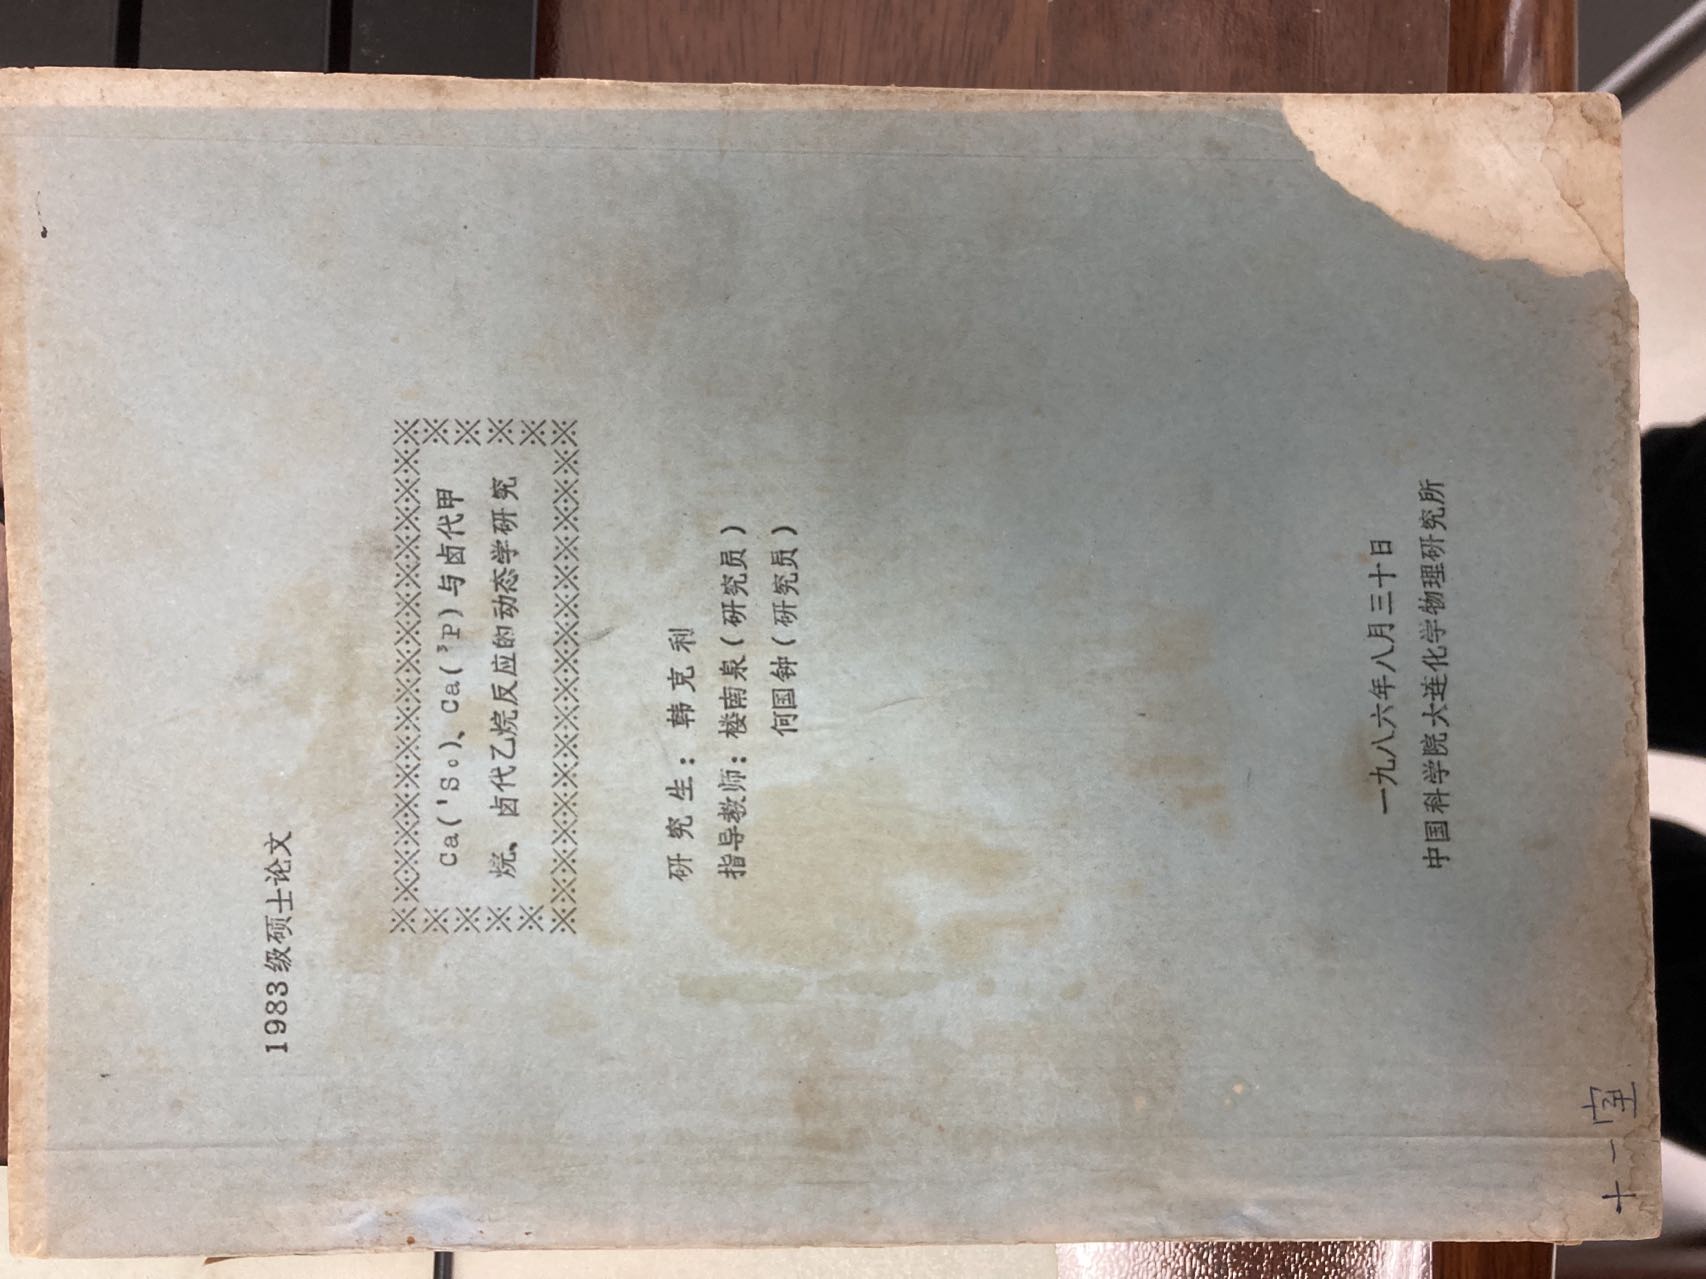 1983级硕士论文
Ca(¹S₀)、Ca(³P)与卤代甲
烷、卤代乙烷反应的动态学研究
研究生：韩克利
指导教师：楼南泉（研究员）
何国钟（研究员）
一九八六年八月三十日
中国科学院大连化学物理研究所
十一室